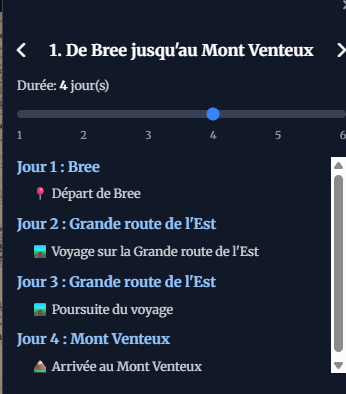 1. De Bree jusqu'au Mont Venteux
Durée: 4 jour(s)
1 2 3 4 5 6
Jour 1 : Bree
Départ de Bree
Jour 2 : Grande route de l'Est
Voyage sur la Grande route de l'Est
Jour 3 : Grande route de l'Est
Poursuite du voyage
Jour 4 : Mont Venteux
Arrivée au Mont Venteux